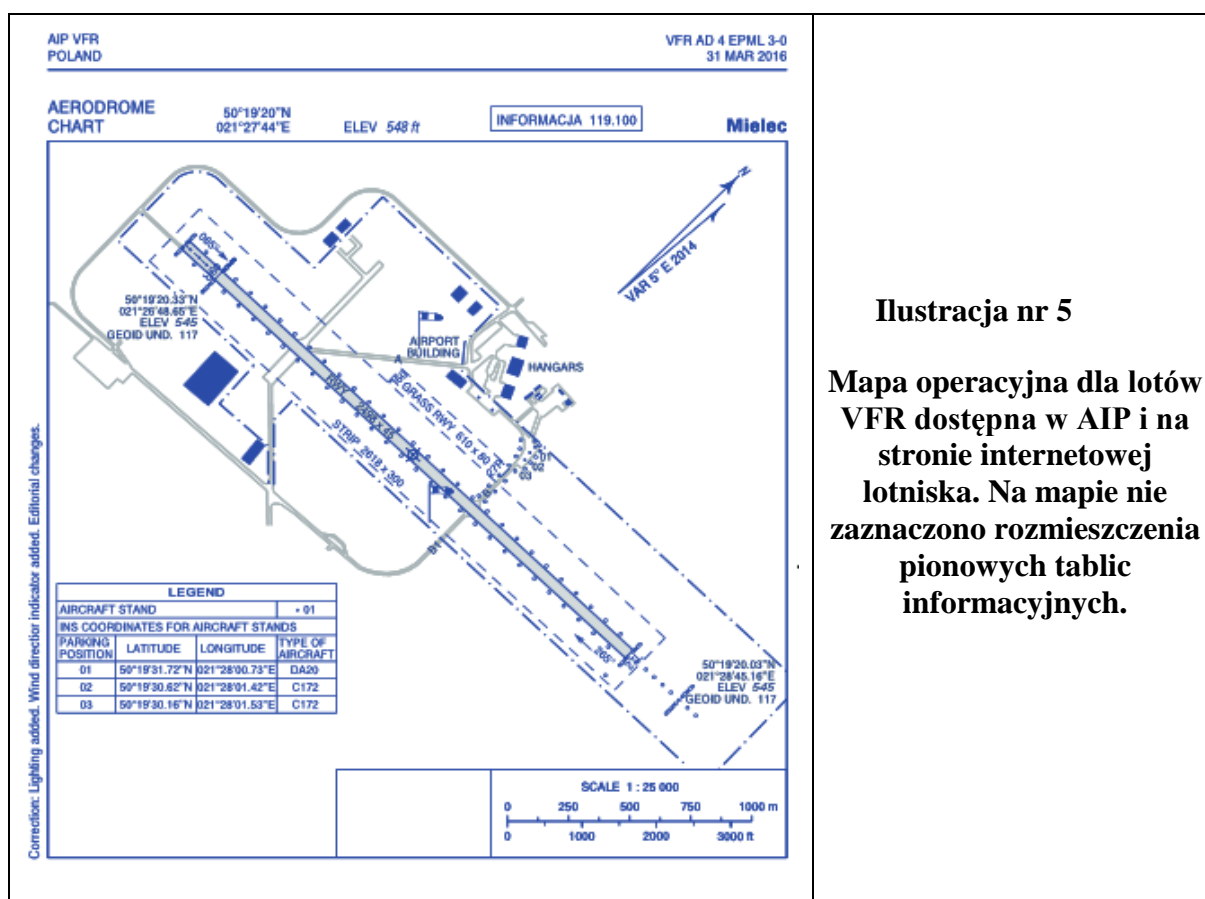 AIP VFR
POLAND
VFR AD 4 EPML 3-0
31 MAR 2016
AERODROME
CHART
50°19'20"N
021°27'44"E
ELEV 548 ft
INFORMACJA 119.100
Mielec
N
VAR 5° E 2014
095°
50°19'20.33"N
021°26'48.65"E
ELEV 545
GEOID UND. 117
AIRPORT
BUILDING
HANGARS
A
GRASS RWY 610 x 60
27R
RWY 2498 x 45
STRIP 2618 x 300
01
02
03
B
B1
265°
50°19'20.03"N
021°28'45.16"E
ELEV 545
GEOID UND. 117
LEGEND
AIRCRAFT STAND
• 01
INS COORDINATES FOR AIRCRAFT STANDS
PARKING POSITION LATITUDE LONGITUDE TYPE OF AIRCRAFT
01 50°19'31.72"N 021°28'00.73"E DA20
02 50°19'30.62"N 021°28'01.42"E C172
03 50°19'30.16"N 021°28'01.53"E C172
SCALE 1 : 25 000
0 250 500 750 1000 m
0 1000 2000 3000 ft
Correction: Lighting added. Wind direction indicator added. Editorial changes.
Ilustracja nr 5
Mapa operacyjna dla lotów
VFR dostępna w AIP i na
stronie internetowej
lotniska. Na mapie nie
zaznaczono rozmieszczenia
pionowych tablic
informacyjnych.